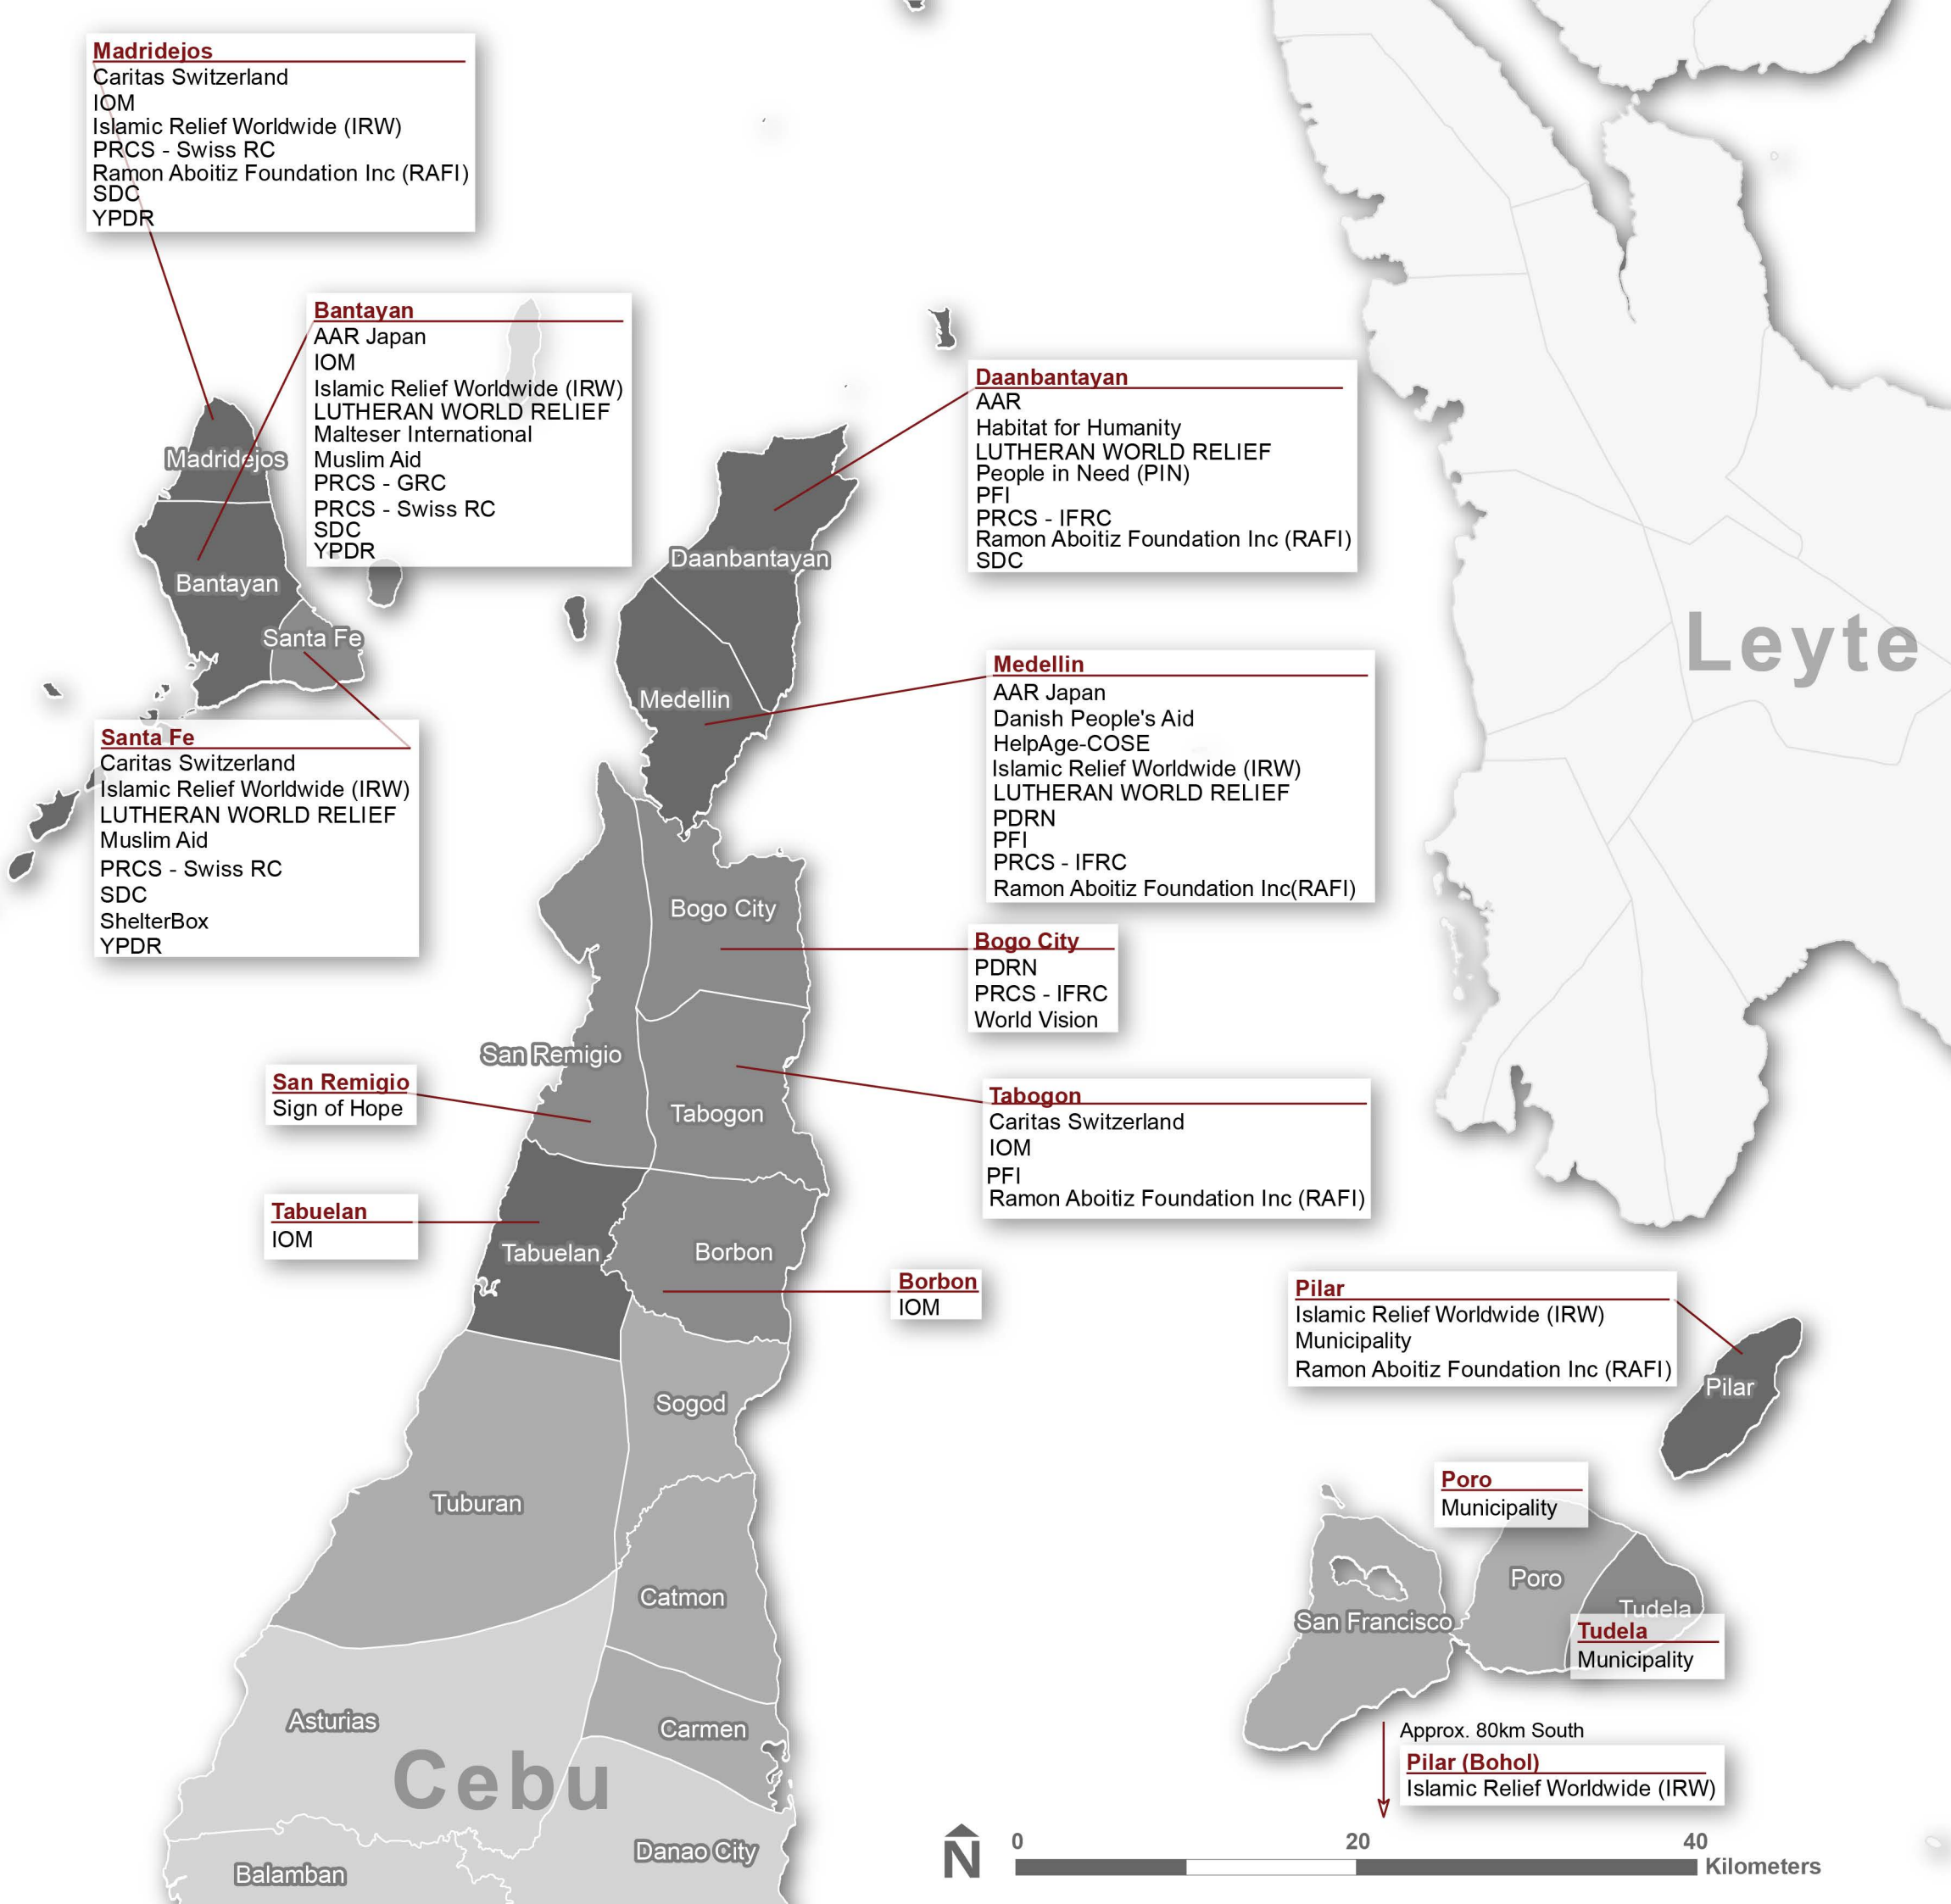 Madridejos
Caritas Switzerland
IOM
Islamic Relief Worldwide (IRW)
PRCS - Swiss RC
Ramon Aboitiz Foundation Inc (RAFI)
SDC
YPDR
Bantayan
AAR Japan
IOM
Islamic Relief Worldwide (IRW)
LUTHERAN WORLD RELIEF
Malteser International
Muslim Aid
PRCS - GRC
PRCS - Swiss RC
SDC
YPDR
Daanbantayan
AAR
Habitat for Humanity
LUTHERAN WORLD RELIEF
People in Need (PIN)
PFI
PRCS - IFRC
Ramon Aboitiz Foundation Inc (RAFI)
SDC
Madridejos
Bantayan
Santa Fe
Daanbantayan
Medellin
Leyte
Medellin
AAR Japan
Danish People's Aid
HelpAge-COSE
Islamic Relief Worldwide (IRW)
LUTHERAN WORLD RELIEF
PDRN
PFI
PRCS - IFRC
Ramon Aboitiz Foundation Inc(RAFI)
Santa Fe
Caritas Switzerland
Islamic Relief Worldwide (IRW)
LUTHERAN WORLD RELIEF
Muslim Aid
PRCS - Swiss RC
SDC
ShelterBox
YPDR
Bogo City
Bogo City
PDRN
PRCS - IFRC
World Vision
San Remigio
San Remigio
Sign of Hope
Tabogon
Tabogon
Caritas Switzerland
IOM
PFI
Ramon Aboitiz Foundation Inc (RAFI)
Tabuelan
IOM
Tabuelan
Borbon
Borbon
IOM
Pilar
Islamic Relief Worldwide (IRW)
Municipality
Ramon Aboitiz Foundation Inc (RAFI)
Pilar
Sogod
Tuburan
Poro
Municipality
Poro
Catmon
San Francisco
Tudela
Tudela
Municipality
Asturias
Carmen
Cebu
Approx. 80km South
Pilar (Bohol)
Islamic Relief Worldwide (IRW)
Danao City
Balamban
N
0 20 40
Kilometers